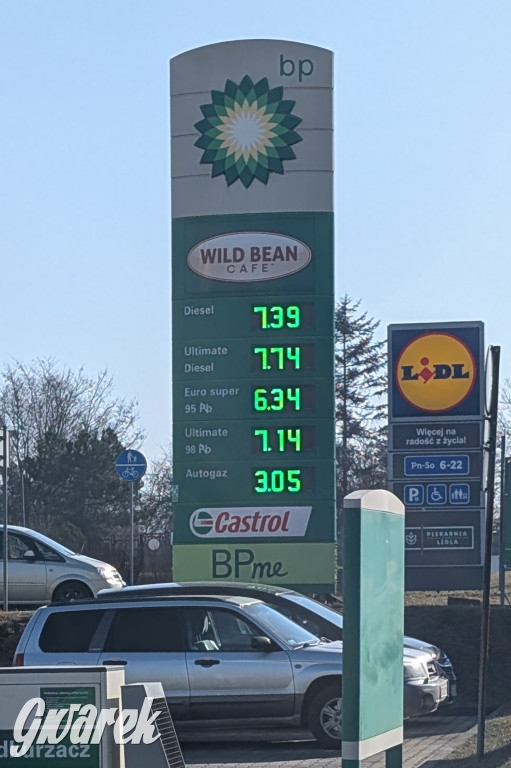 bp
WILD BEAN
CAFE
Diesel 7.39
Ultimate
Diesel 7.74
Euro super
95 Pb 6.34
Ultimate
98 Pb 7.14
Autogaz 3.05
Castrol
BPme
LIDL
Więcej na
radość z życia!
Pn-So 6-22
P
PIEKARNIA
LIDLA
Gwarek
dkurzacz